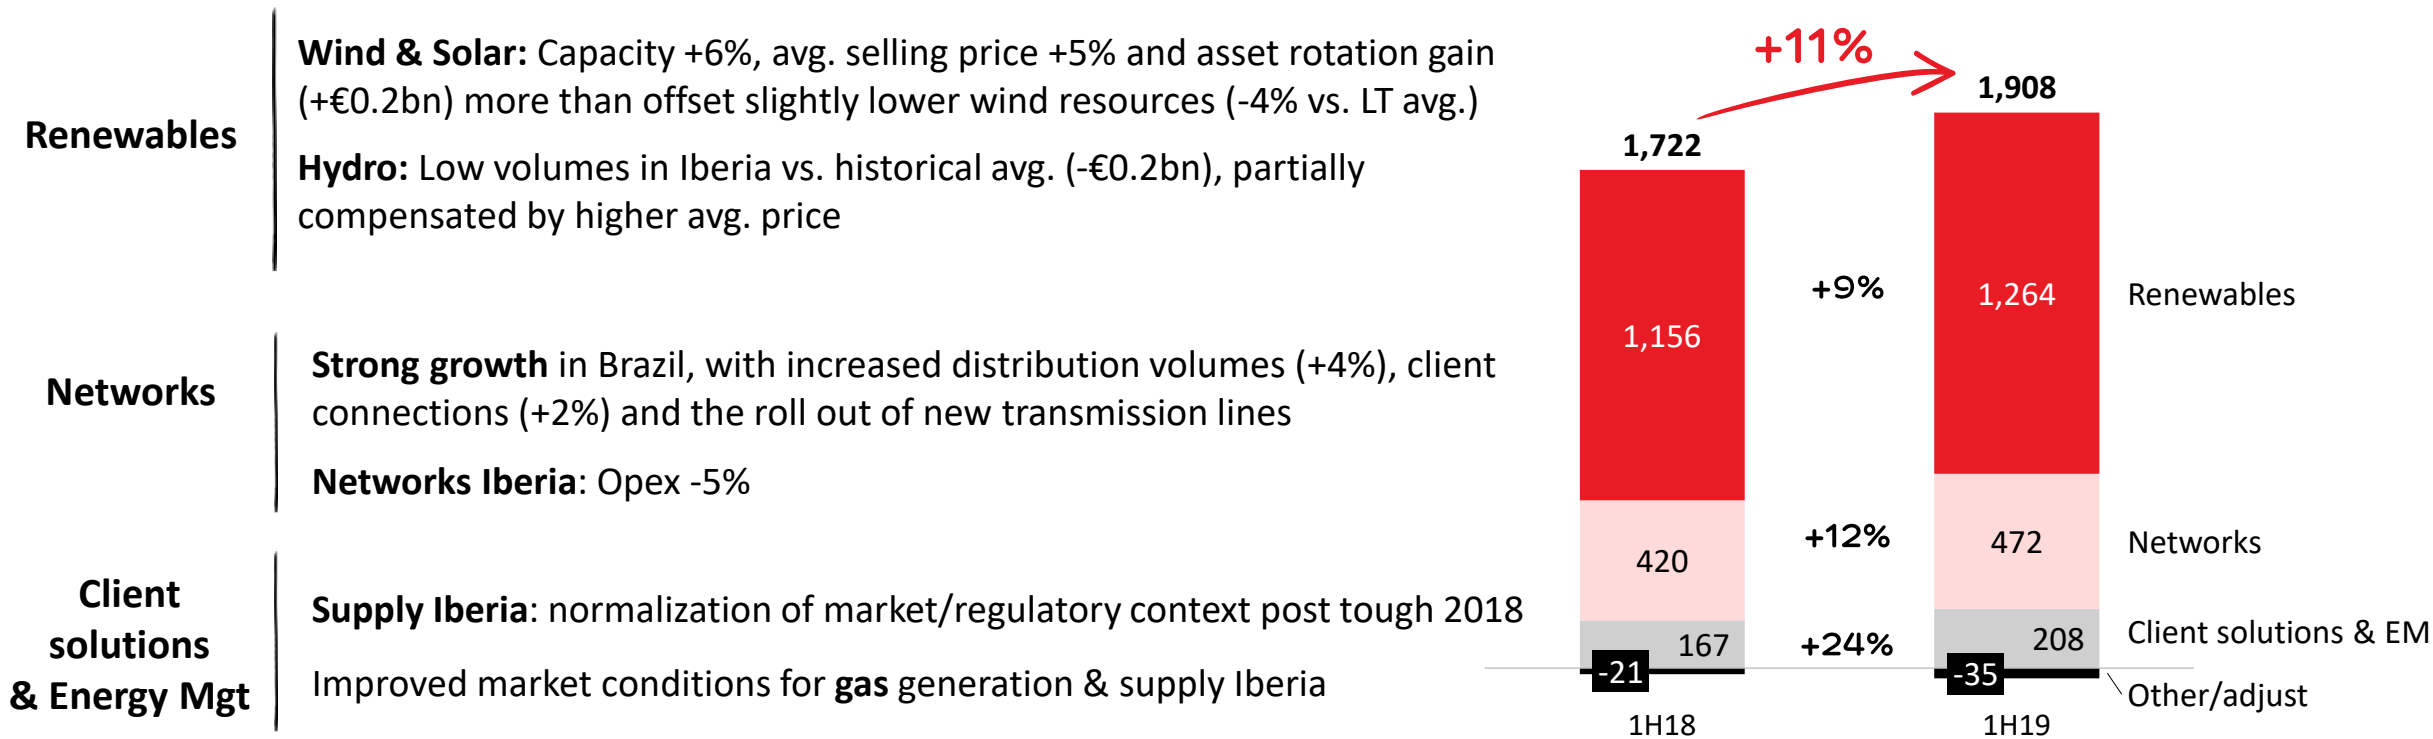 Renewables
Wind & Solar: Capacity +6%, avg. selling price +5% and asset rotation gain
(+€0.2bn) more than offset slightly lower wind resources (-4% vs. LT avg.)
Hydro: Low volumes in Iberia vs. historical avg. (-€0.2bn), partially
compensated by higher avg. price
Networks
Strong growth in Brazil, with increased distribution volumes (+4%), client
connections (+2%) and the roll out of new transmission lines
Networks Iberia: Opex -5%
Client
solutions
& Energy Mgt
Supply Iberia: normalization of market/regulatory context post tough 2018
Improved market conditions for gas generation & supply Iberia
+11%
1,908
1,722
1,156
+9%
1,264
Renewables
420
+12%
472
Networks
167
+24%
208
Client solutions & EM
-21
-35
Other/adjust
1H18
1H19